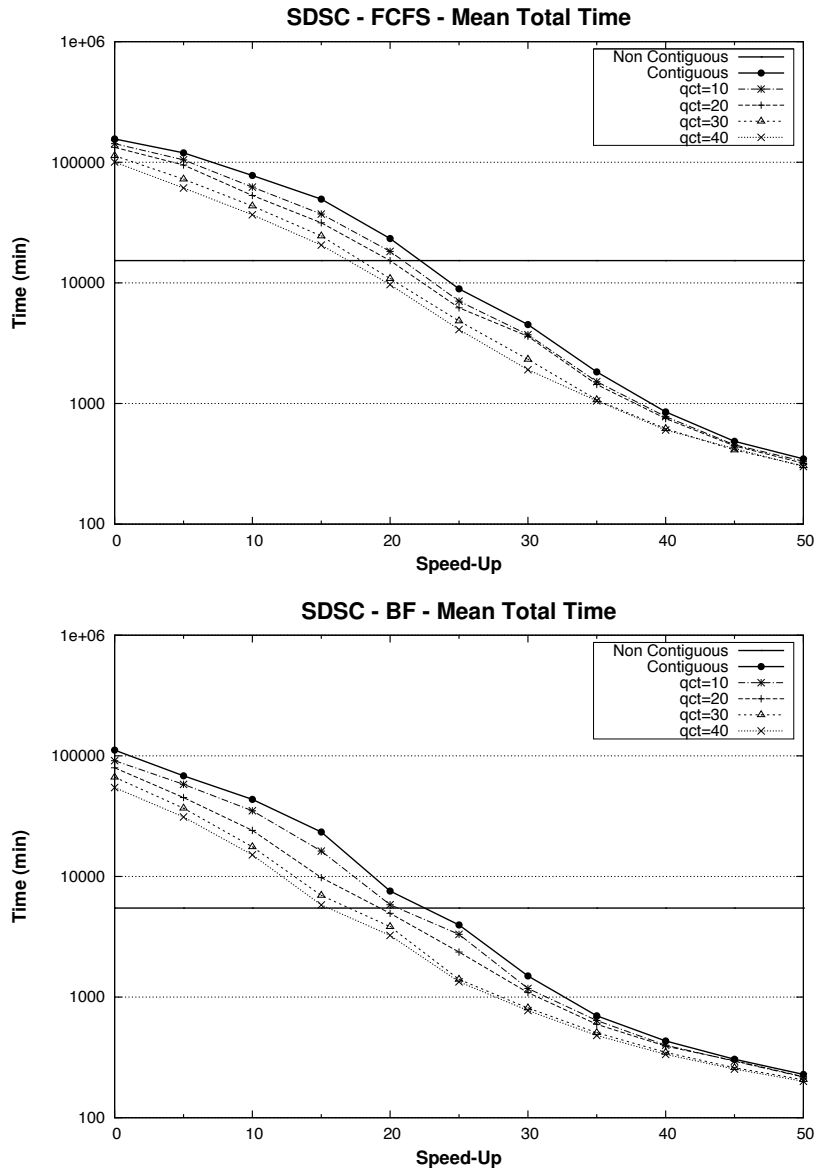 SDSC - FCFS - Mean Total Time
1e+06
100000
10000
1000
100
Time (min)
Non Contiguous
Contiguous
qct=10
qct=20
qct=30
qct=40
0 10 20 30 40 50
Speed-Up
SDSC - BF - Mean Total Time
1e+06
100000
10000
1000
100
Time (min)
Non Contiguous
Contiguous
qct=10
qct=20
qct=30
qct=40
0 10 20 30 40 50
Speed-Up